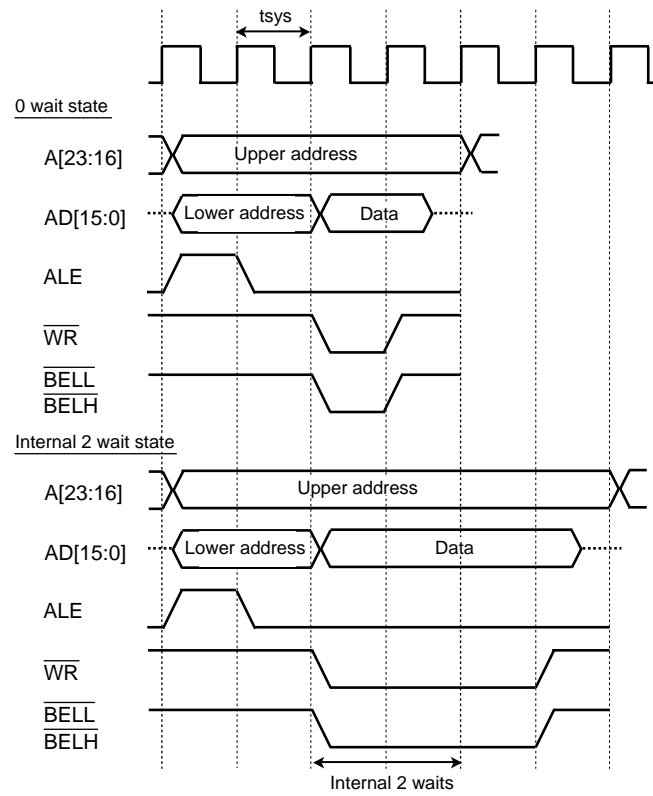 tsys
0 wait state
A[23:16]
Upper address
AD[15:0]
Lower address
Data
ALE
WR
BELL
BELH
Internal 2 wait state
A[23:16]
Upper address
AD[15:0]
Lower address
Data
ALE
WR
BELL
BELH
Internal 2 waits